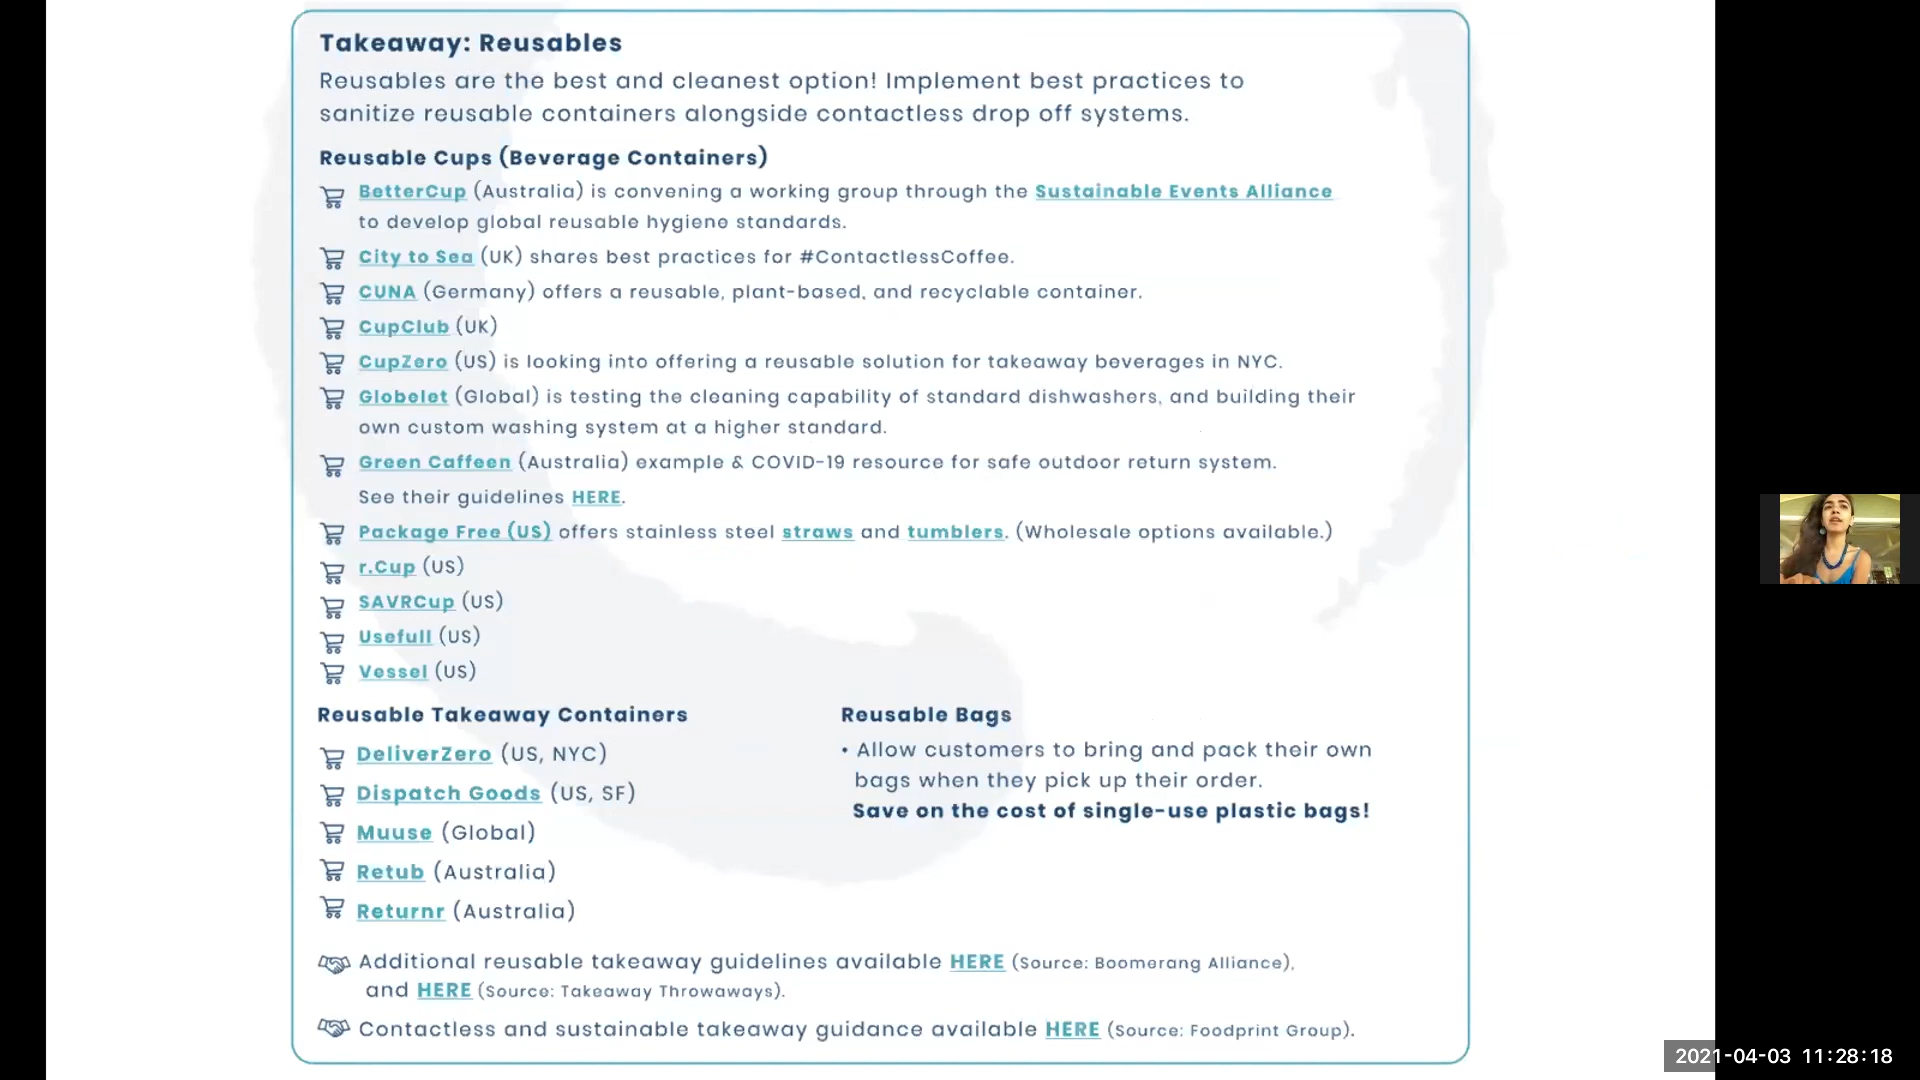 Takeaway: Reusables
Reusables are the best and cleanest option! Implement best practices to
sanitize reusable containers alongside contactless drop off systems.
Reusable Cups (Beverage Containers)
BetterCup (Australia) is convening a working group through the Sustainable Events Alliance
to develop global reusable hygiene standards.
City to Sea (UK) shares best practices for #ContactlessCoffee.
CUNA (Germany) offers a reusable, plant-based, and recyclable container.
CupClub (UK)
CupZero (US) is looking into offering a reusable solution for takeaway beverages in NYC.
Globelet (Global) is testing the cleaning capability of standard dishwashers, and building their
own custom washing system at a higher standard.
Green Caffeen (Australia) example & COVID-19 resource for safe outdoor return system.
See their guidelines HERE.
Package Free (US) offers stainless steel straws and tumblers. (Wholesale options available.)
r.Cup (US)
SAVRCup (US)
Usefull (US)
Vessel (US)
Reusable Takeaway Containers
DeliverZero (US, NYC)
Dispatch Goods (US, SF)
Muuse (Global)
Retub (Australia)
Returnr (Australia)
Reusable Bags
• Allow customers to bring and pack their own
bags when they pick up their order.
Save on the cost of single-use plastic bags!
Additional reusable takeaway guidelines available HERE (Source: Boomerang Alliance),
and HERE (Source: Takeaway Throwaways).
Contactless and sustainable takeaway guidance available HERE (Source: Foodprint Group).
2021-04-03 11:28:18